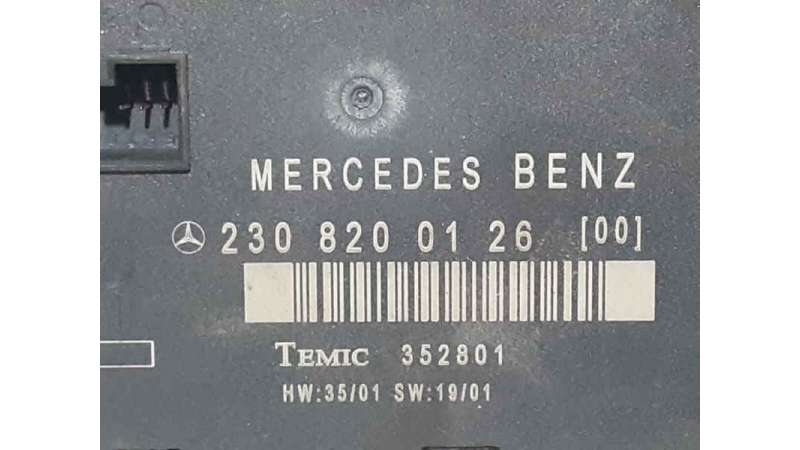 MERCEDES BENZ
230 820 01 26 [00]
TEMIC 352801
HW:35/01 SW:19/01